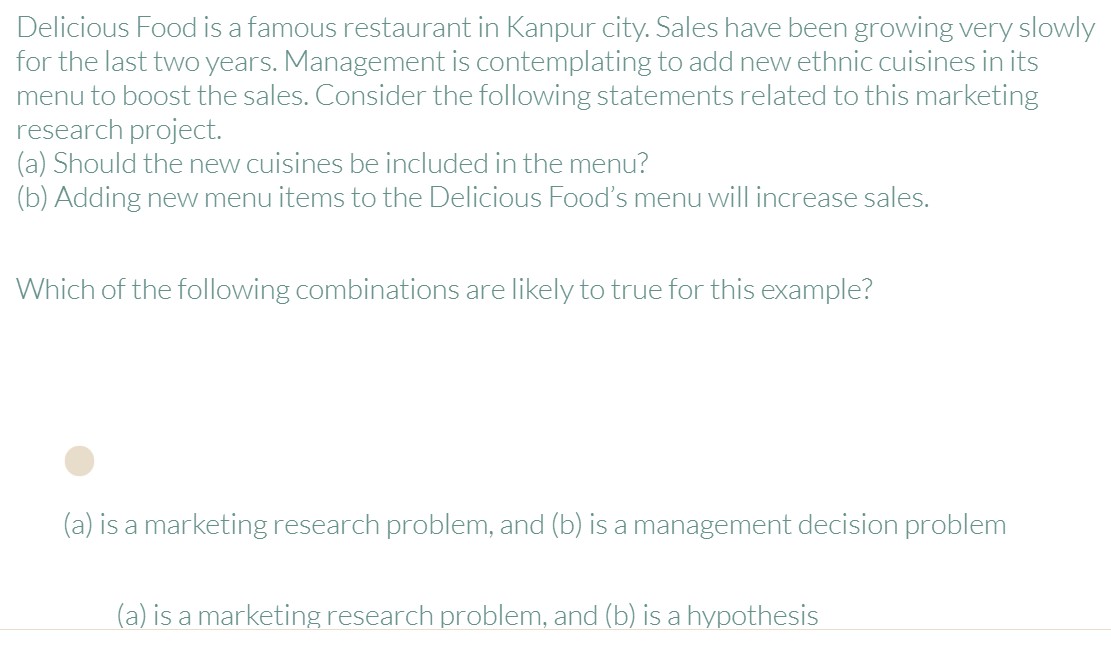 Delicious Food is a famous restaurant in Kanpur city. Sales have been growing very slowly
for the last two years. Management is contemplating to add new ethnic cuisines in its
menu to boost the sales. Consider the following statements related to this marketing
research project.
(a) Should the new cuisines be included in the menu?
(b) Adding new menu items to the Delicious Food’s menu will increase sales.
Which of the following combinations are likely to true for this example?
(a) is a marketing research problem, and (b) is a management decision problem
(a) is a marketing research problem, and (b) is a hypothesis